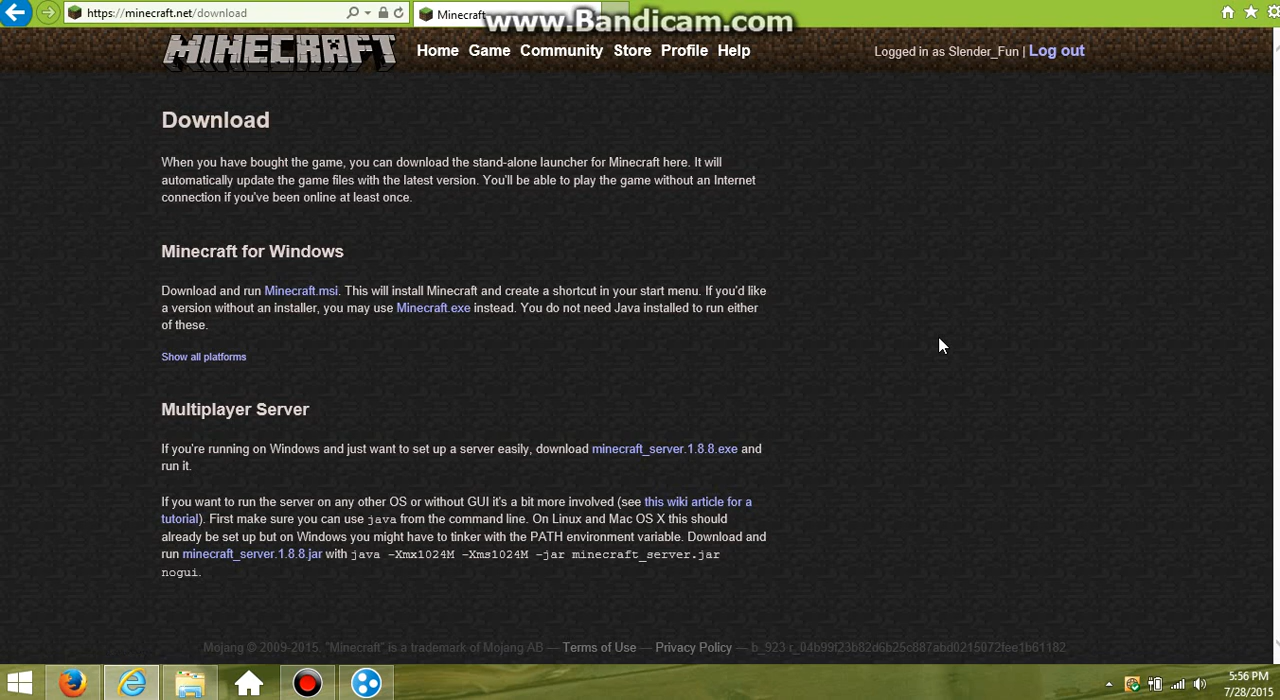 https://minecraft.net/download
Minecraft
www.Bandicam.com
MINECRAFT
Home Game Community Store Profile Help
Logged in as Slender_Fun | Log out
Download
When you have bought the game, you can download the stand-alone launcher for Minecraft here. It will
automatically update the game files with the latest version. You'll be able to play the game without an Internet
connection if you've been online at least once.
Minecraft for Windows
Download and run Minecraft.msi. This will install Minecraft and create a shortcut in your start menu. If you'd like
a version without an installer, you may use Minecraft.exe instead. You do not need Java installed to run either
of these.
Show all platforms
Multiplayer Server
If you're running on Windows and just want to set up a server easily, download minecraft_server.1.8.8.exe and
run it.
If you want to run the server on any other OS or without GUI it's a bit more involved (see this wiki article for a
tutorial). First make sure you can use java from the command line. On Linux and Mac OS X this should
already be set up but on Windows you might have to tinker with the PATH environment variable. Download and
run minecraft_server.1.8.8.jar with java -Xmx1024M -Xms1024M -jar minecraft_server.jar
nogui.
Mojang © 2009-2015. "Minecraft" is a trademark of Mojang AB — Terms of Use — Privacy Policy — b_923 r_04b99f23b82d6b25c887abd0215072fee1b61182
5:56 PM
7/28/2015